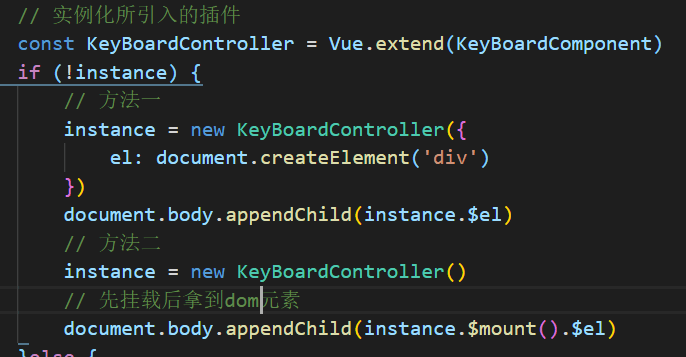 // 实例化所引入的插件
const KeyBoardController = Vue.extend(KeyBoardComponent)
if (!instance) {
// 方法一
instance = new KeyBoardController({
el: document.createElement('div')
})
document.body.appendChild(instance.$el)
// 方法二
instance = new KeyBoardController()
// 先挂载后拿到dom元素
document.body.appendChild(instance.$mount().$el)
}else {